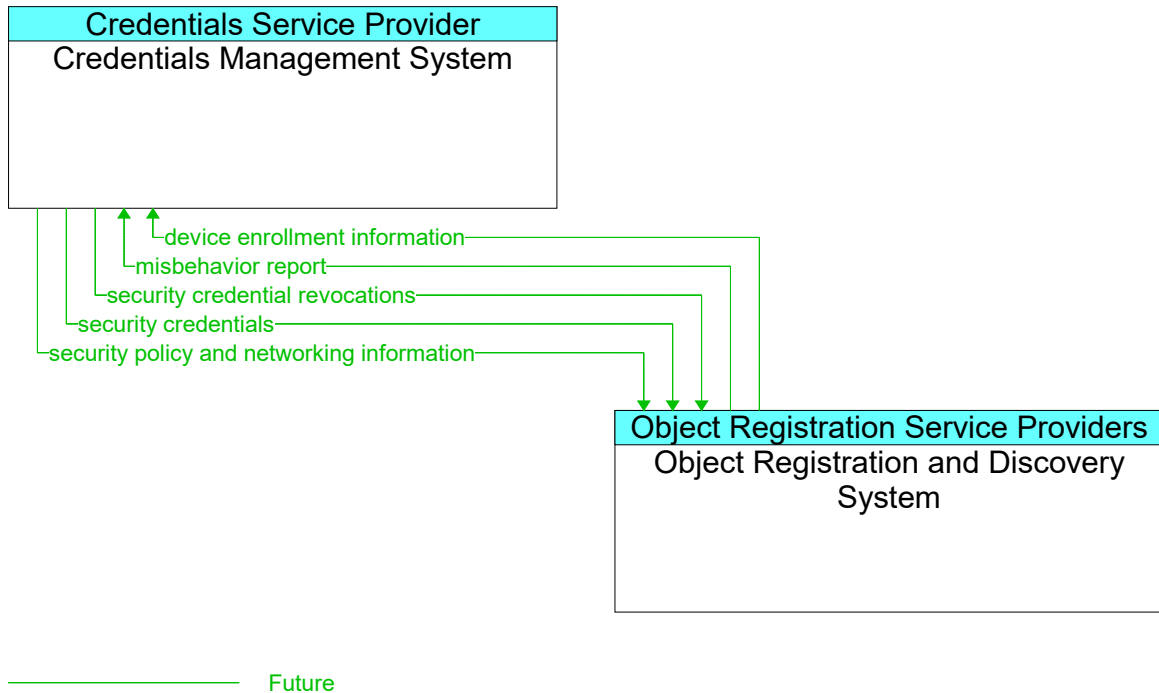 Credentials Service Provider
Credentials Management System
device enrollment information
misbehavior report
security credential revocations
security credentials
security policy and networking information
Object Registration Service Providers
Object Registration and Discovery
System
Future